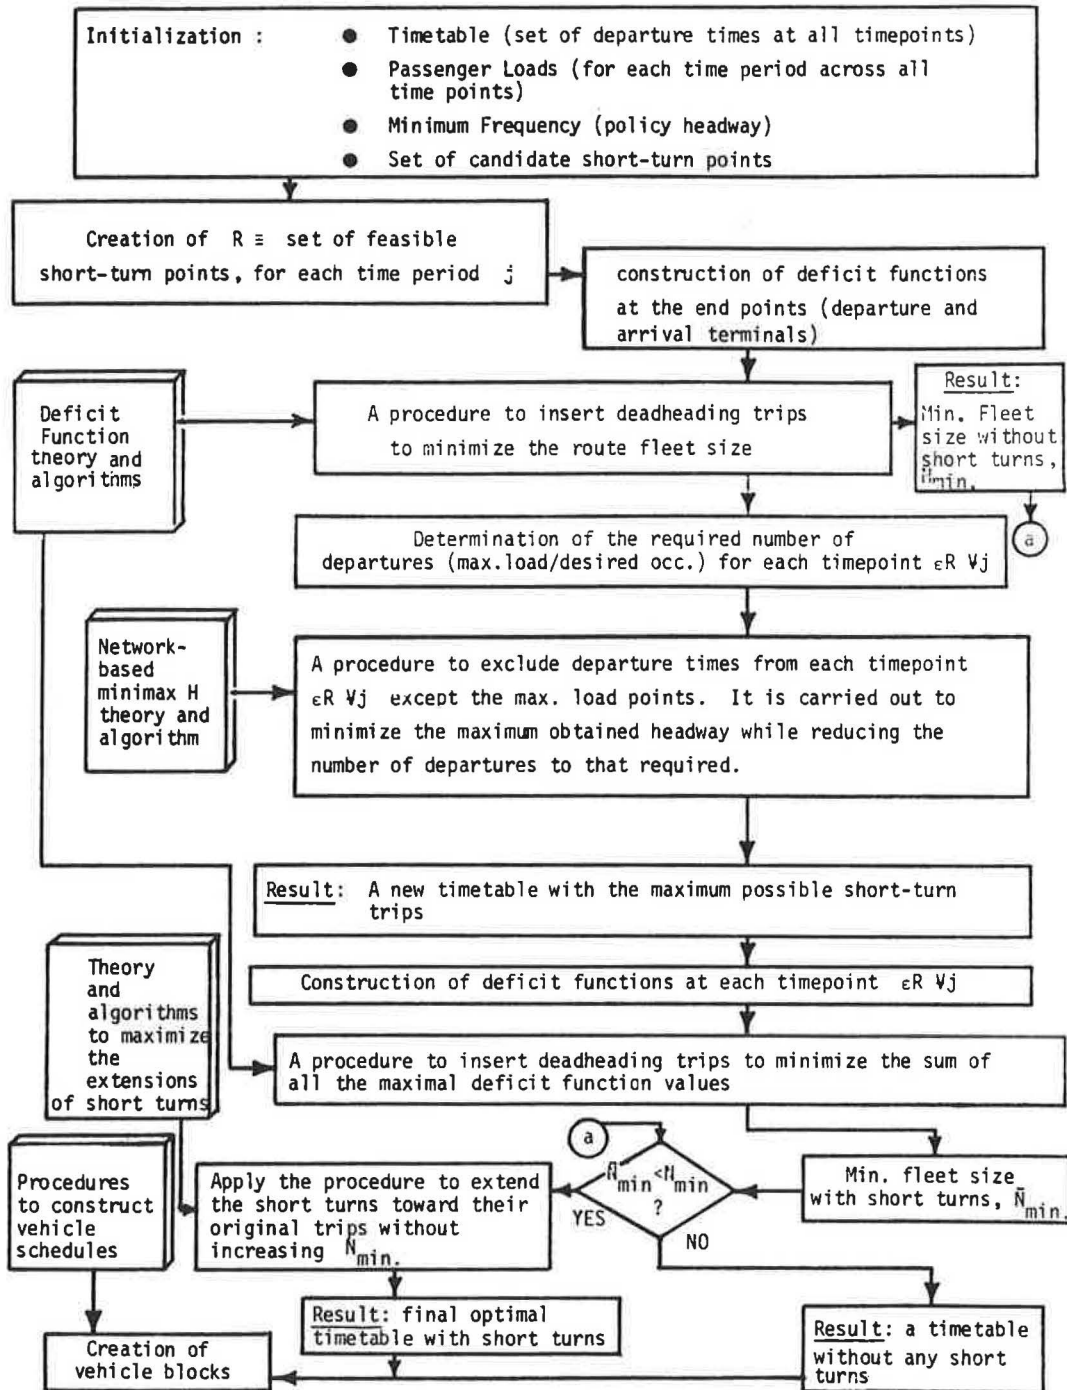 Initialization :
● Timetable (set of departure times at all timepoints)
● Passenger Loads (for each time period across all
time points)
● Minimum Frequency (policy headway)
● Set of candidate short-turn points
Creation of R ≡ set of feasible
short-turn points, for each time period j
construction of deficit functions
at the end points (departure and
arrival terminals)
Deficit
Function
theory and
algorithms
A procedure to insert deadheading trips
to minimize the route fleet size
Result:
Min. Fleet
size without
short turns,
Nmin.
a
Determination of the required number of
departures (max.load/desired occ.) for each timepoint εR ∀j
Network-
based
minimax H
theory and
algorithm
A procedure to exclude departure times from each timepoint
εR ∀j except the max. load points. It is carried out to
minimize the maximum obtained headway while reducing the
number of departures to that required.
Result: A new timetable with the maximum possible short-turn
trips
Theory
and
algorithms
to maximize
the
extensions
of short turns
Construction of deficit functions at each timepoint εR ∀j
A procedure to insert deadheading trips to minimize the sum of
all the maximal deficit function values
a
N̄min<Nmin
?
YES
NO
Min. fleet size
with short turns, N̄min.
Procedures
to construct
vehicle
schedules
Apply the procedure to extend
the short turns toward their
original trips without
increasing N̄min.
Result: final optimal
timetable with short turns
Result: a timetable
without any short
turns
Creation of
vehicle blocks